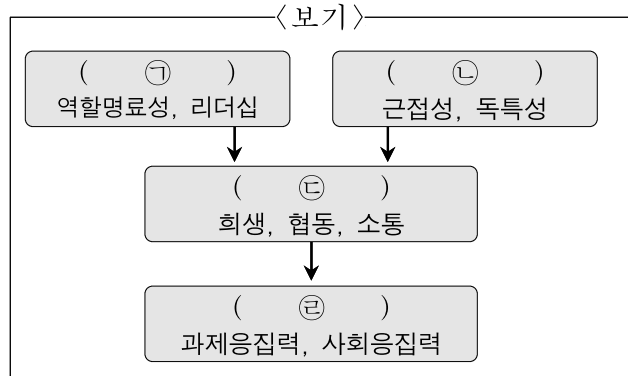 〈보기〉
( ㉠ )
역할명료성, 리더십
( ㉡ )
근접성, 독특성
( ㉢ )
희생, 협동, 소통
( ㉣ )
과제응집력, 사회응집력